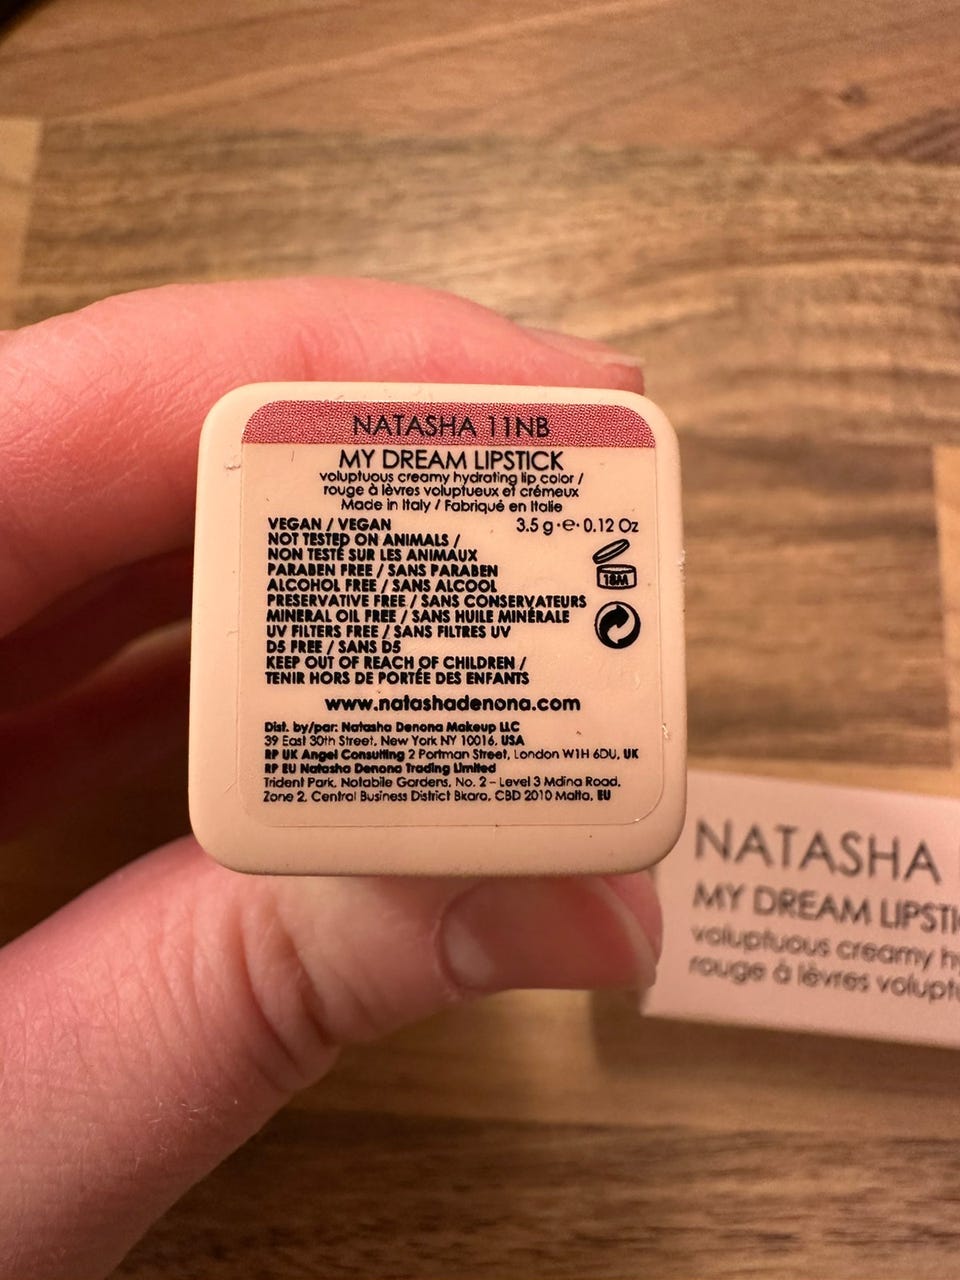 NATASHA 11NB
MY DREAM LIPSTICK
voluptuous creamy hydrating lip color /
rouge à lèvres voluptueux et crémeux
Made in Italy / Fabriqué en Italie
VEGAN / VEGAN 3.5 g·e·0.12 Oz
NOT TESTED ON ANIMALS /
NON TESTÉ SUR LES ANIMAUX
PARABEN FREE / SANS PARABEN
ALCOHOL FREE / SANS ALCOOL
18M
PRESERVATIVE FREE / SANS CONSERVATEURS
MINERAL OIL FREE / SANS HUILE MINÉRALE
UV FILTERS FREE / SANS FILTRES UV
D5 FREE / SANS D5
KEEP OUT OF REACH OF CHILDREN /
TENIR HORS DE PORTÉE DES ENFANTS
www.natashadenona.com
Dist. by/par: Natasha Denona Makeup LLC
39 East 30th Street, New York NY 10016, USA
RP UK Angel Consulting 2 Portman Street, London W1H 6DU, UK
RP EU Natasha Denona Trading Limited
Trident Park, Notabile Gardens, No. 2 – Level 3 Mdina Road,
Zone 2, Central Business District Bkara, CBD 2010 Malta, EU
NATASHA
MY DREAM LIPSTI
voluptuous creamy hy
rouge à lèvres volupt